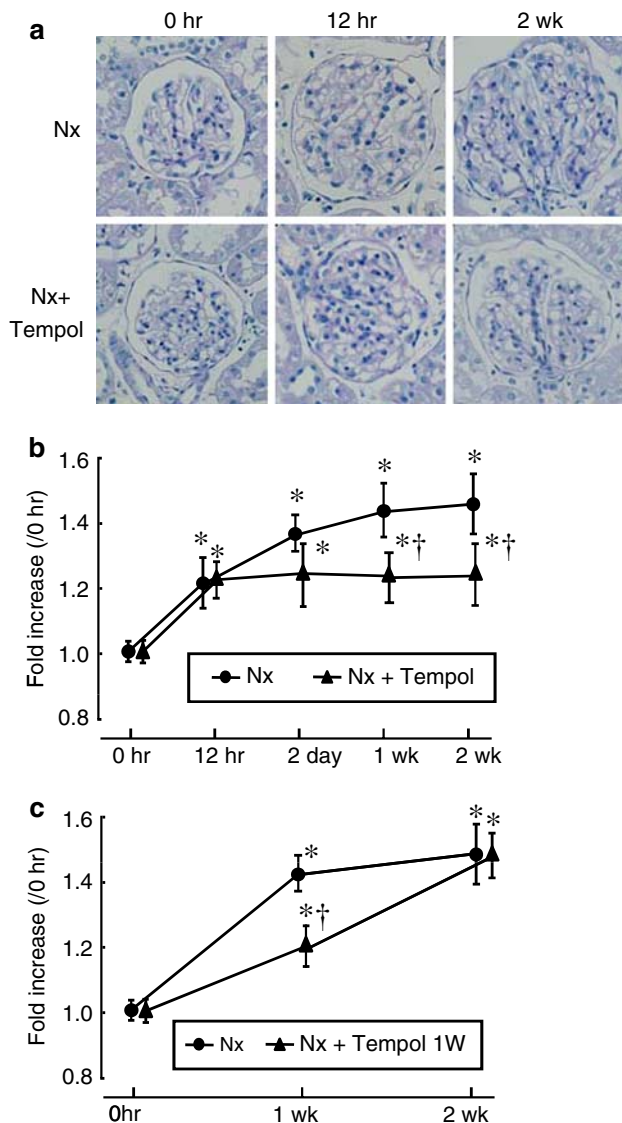 a
0 hr 12 hr 2 wk
Nx
Nx+
Tempol
b
Fold increase (/0 hr)
1.6
1.4
1.2
1.0
0.8
* * * * * * *† *†
Nx Nx + Tempol
0 hr 12 hr 2 day 1 wk 2 wk
c
Fold increase (/0 hr)
1.6
1.4
1.2
1.0
0.8
* *† * *
Nx Nx + Tempol 1W
0hr 1 wk 2 wk